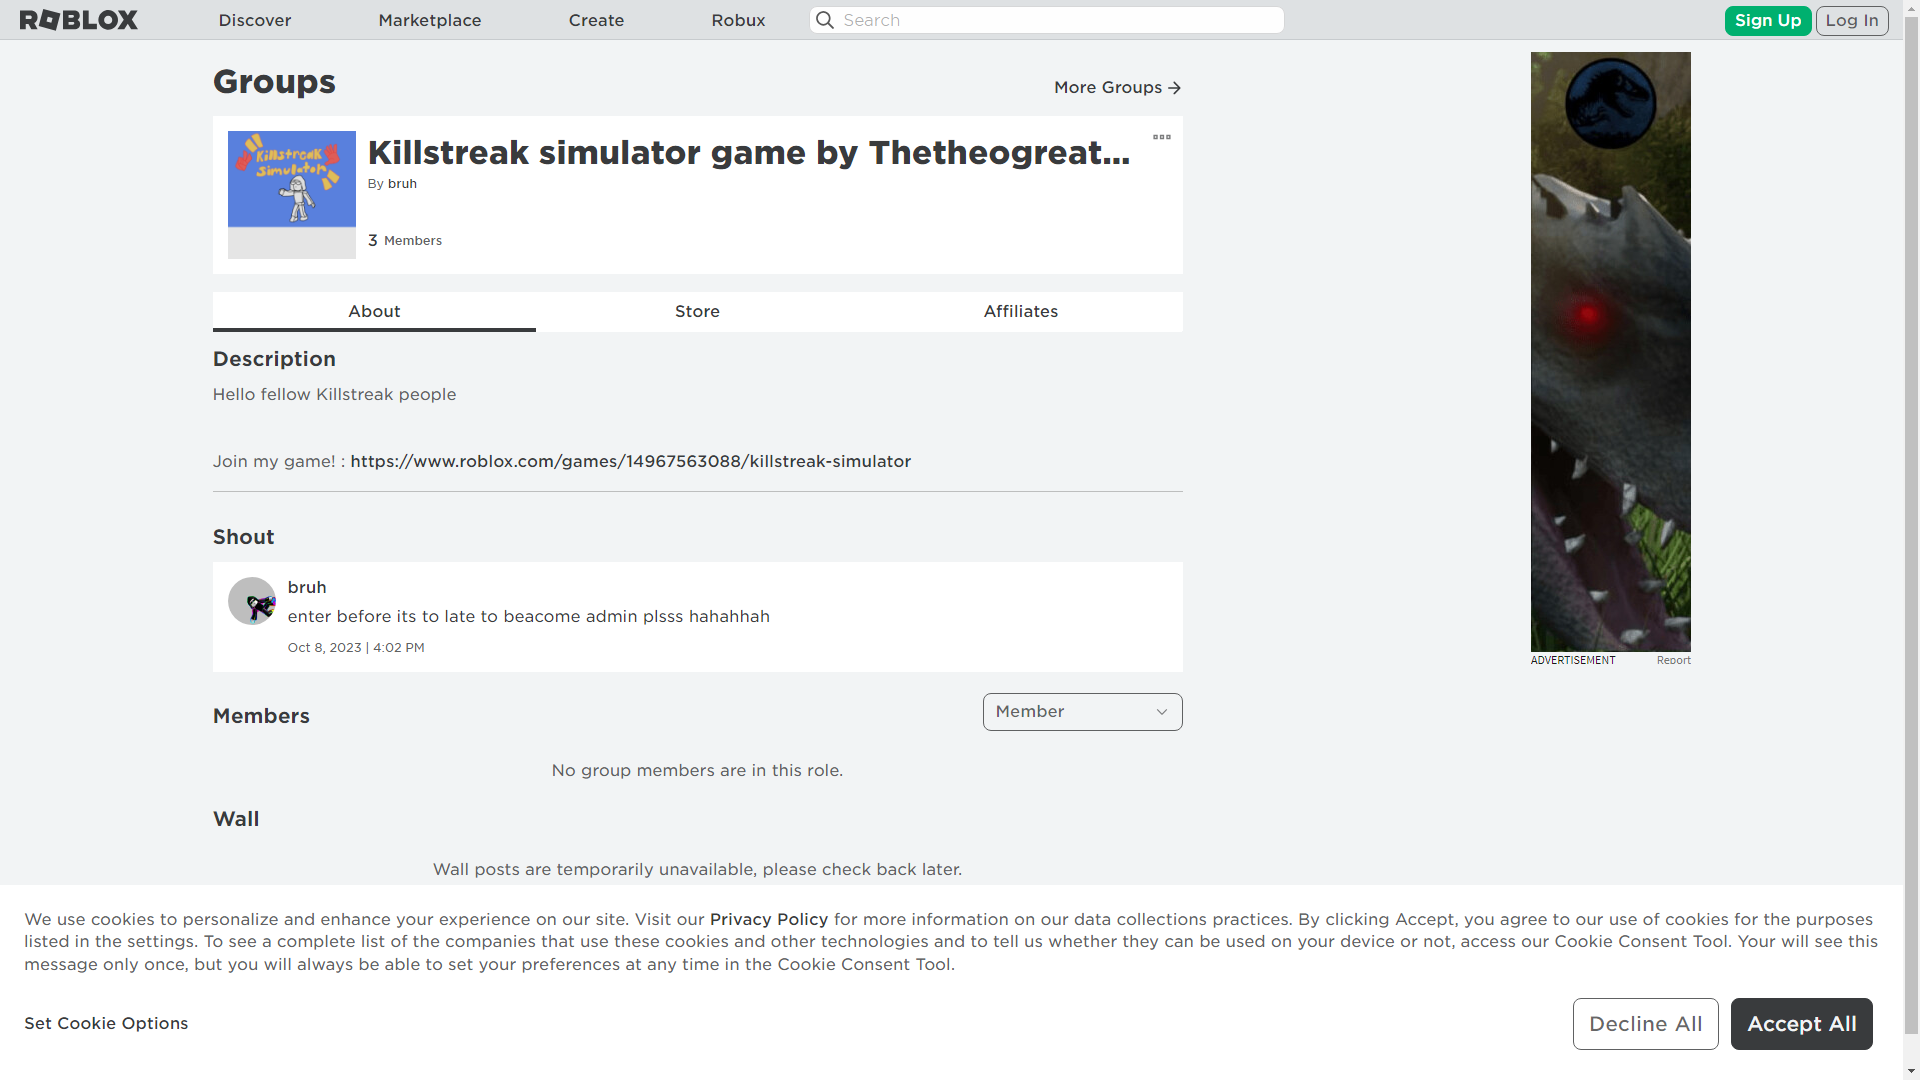 ROBLOX
Discover
Marketplace
Create
Robux
Search
Sign Up
Log In
Groups
More Groups
Killstreak Simulator
Killstreak simulator game by Thetheogreat...
By bruh
3 Members
About
Store
Affiliates
Description
Hello fellow Killstreak people
Join my game! : https://www.roblox.com/games/14967563088/killstreak-simulator
Shout
bruh
enter before its to late to beacome admin plsss hahahhah
Oct 8, 2023 | 4:02 PM
ADVERTISEMENT
Report
Members
Member
No group members are in this role.
Wall
Wall posts are temporarily unavailable, please check back later.
We use cookies to personalize and enhance your experience on our site. Visit our Privacy Policy for more information on our data collections practices. By clicking Accept, you agree to our use of cookies for the purposes
listed in the settings. To see a complete list of the companies that use these cookies and other technologies and to tell us whether they can be used on your device or not, access our Cookie Consent Tool. Your will see this
message only once, but you will always be able to set your preferences at any time in the Cookie Consent Tool.
Set Cookie Options
Decline All
Accept All